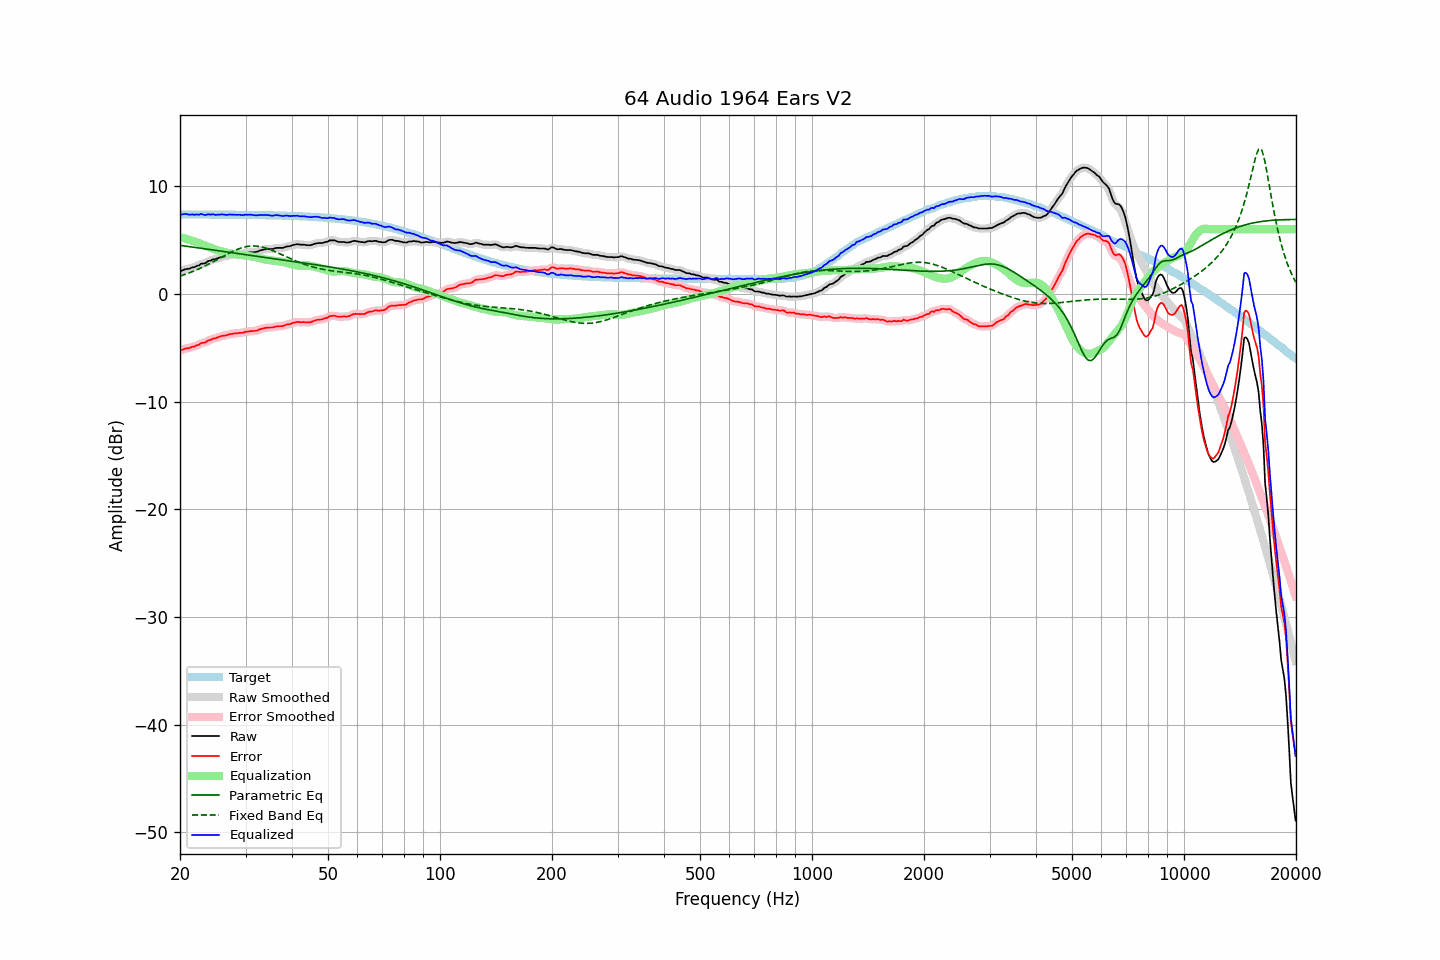 64 Audio 1964 Ears V2
Amplitude (dBr)
10
0
−10
−20
−30
−40
−50
Target
Raw Smoothed
Error Smoothed
Raw
Error
Equalization
Parametric Eq
Fixed Band Eq
Equalized
20 50 100 200 500 1000 2000 5000 10000 20000
Frequency (Hz)